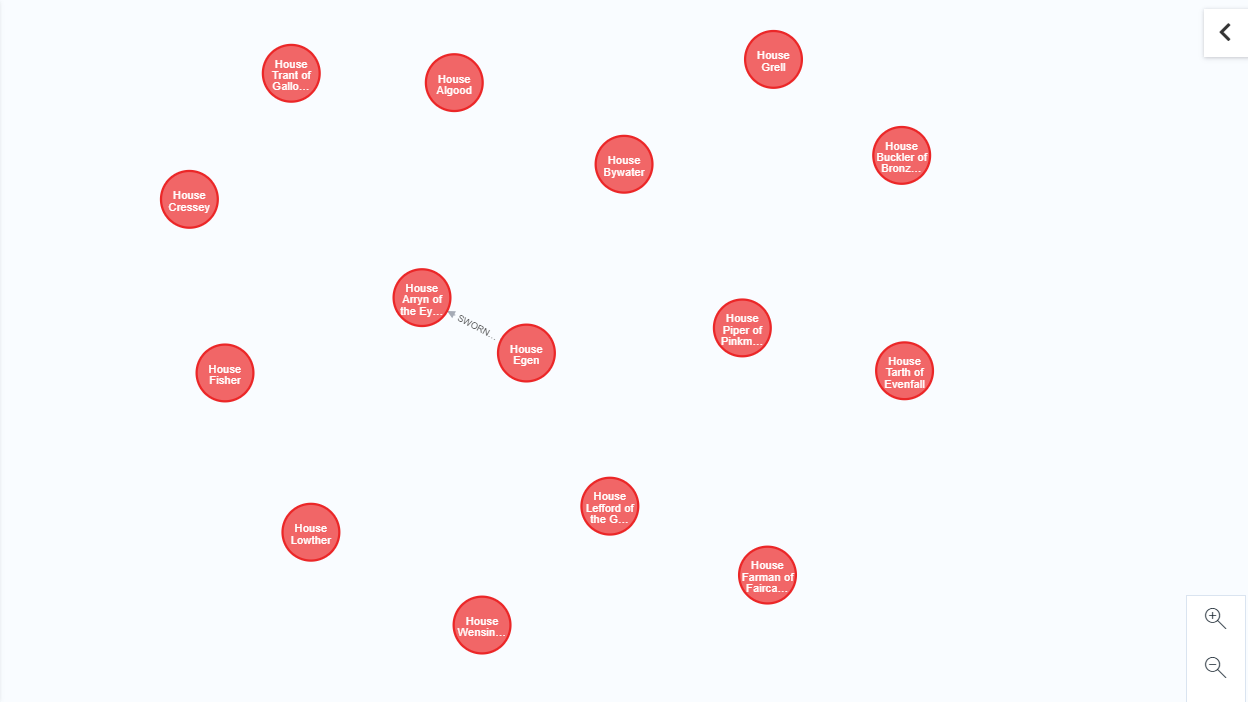 House
Trant of
Gallo...
House
Algood
House
Grell
House
Bywater
House
Buckler of
Bronz...
House
Cressey
House
Arryn of
the Ey...
SWORN...
House
Egen
House
Piper of
Pinkm...
House
Tarth of
Evenfall
House
Fisher
House
Lefford of
the G...
House
Lowther
House
Farman of
Fairca...
House
Wensin...